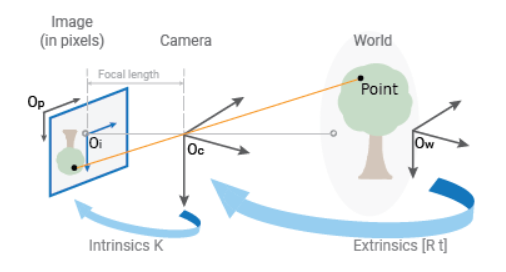 Image
(in pixels)
Camera
World
Focal length
Op
Point
Oi
Oc
Ow
Intrinsics K
Extrinsics [R t]